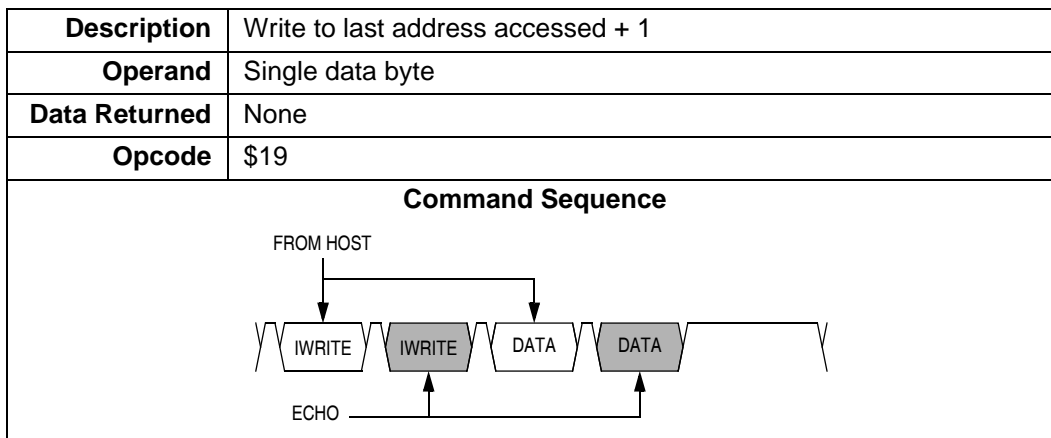 Description Write to last address accessed + 1
Operand Single data byte
Data Returned None
Opcode $19
Command Sequence
FROM HOST
IWRITE IWRITE DATA DATA
ECHO